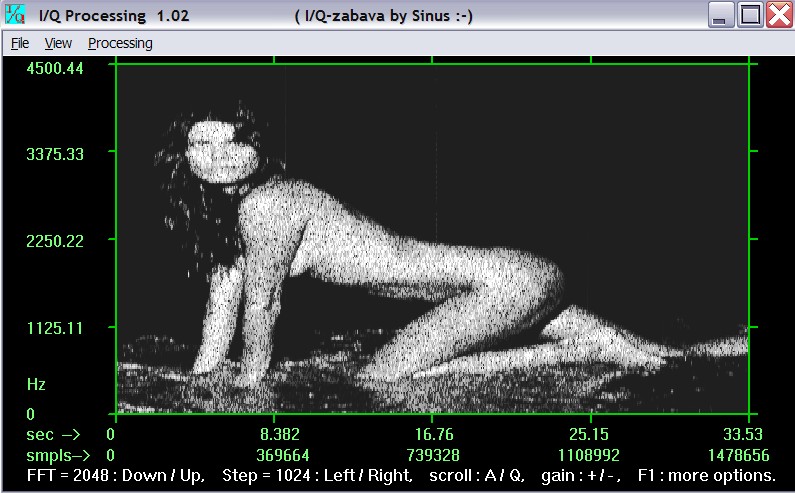 I/Q Processing 1.02 ( I/Q-zabava by Sinus :-)
File View Processing
4500.44
3375.33
2250.22
1125.11
Hz
0
sec -> 0 8.382 16.76 25.15 33.53
smpls-> 0 369664 739328 1108992 1478656
FFT = 2048 : Down / Up, Step = 1024 : Left / Right, scroll : A / Q, gain : + / -, F1 : more options.